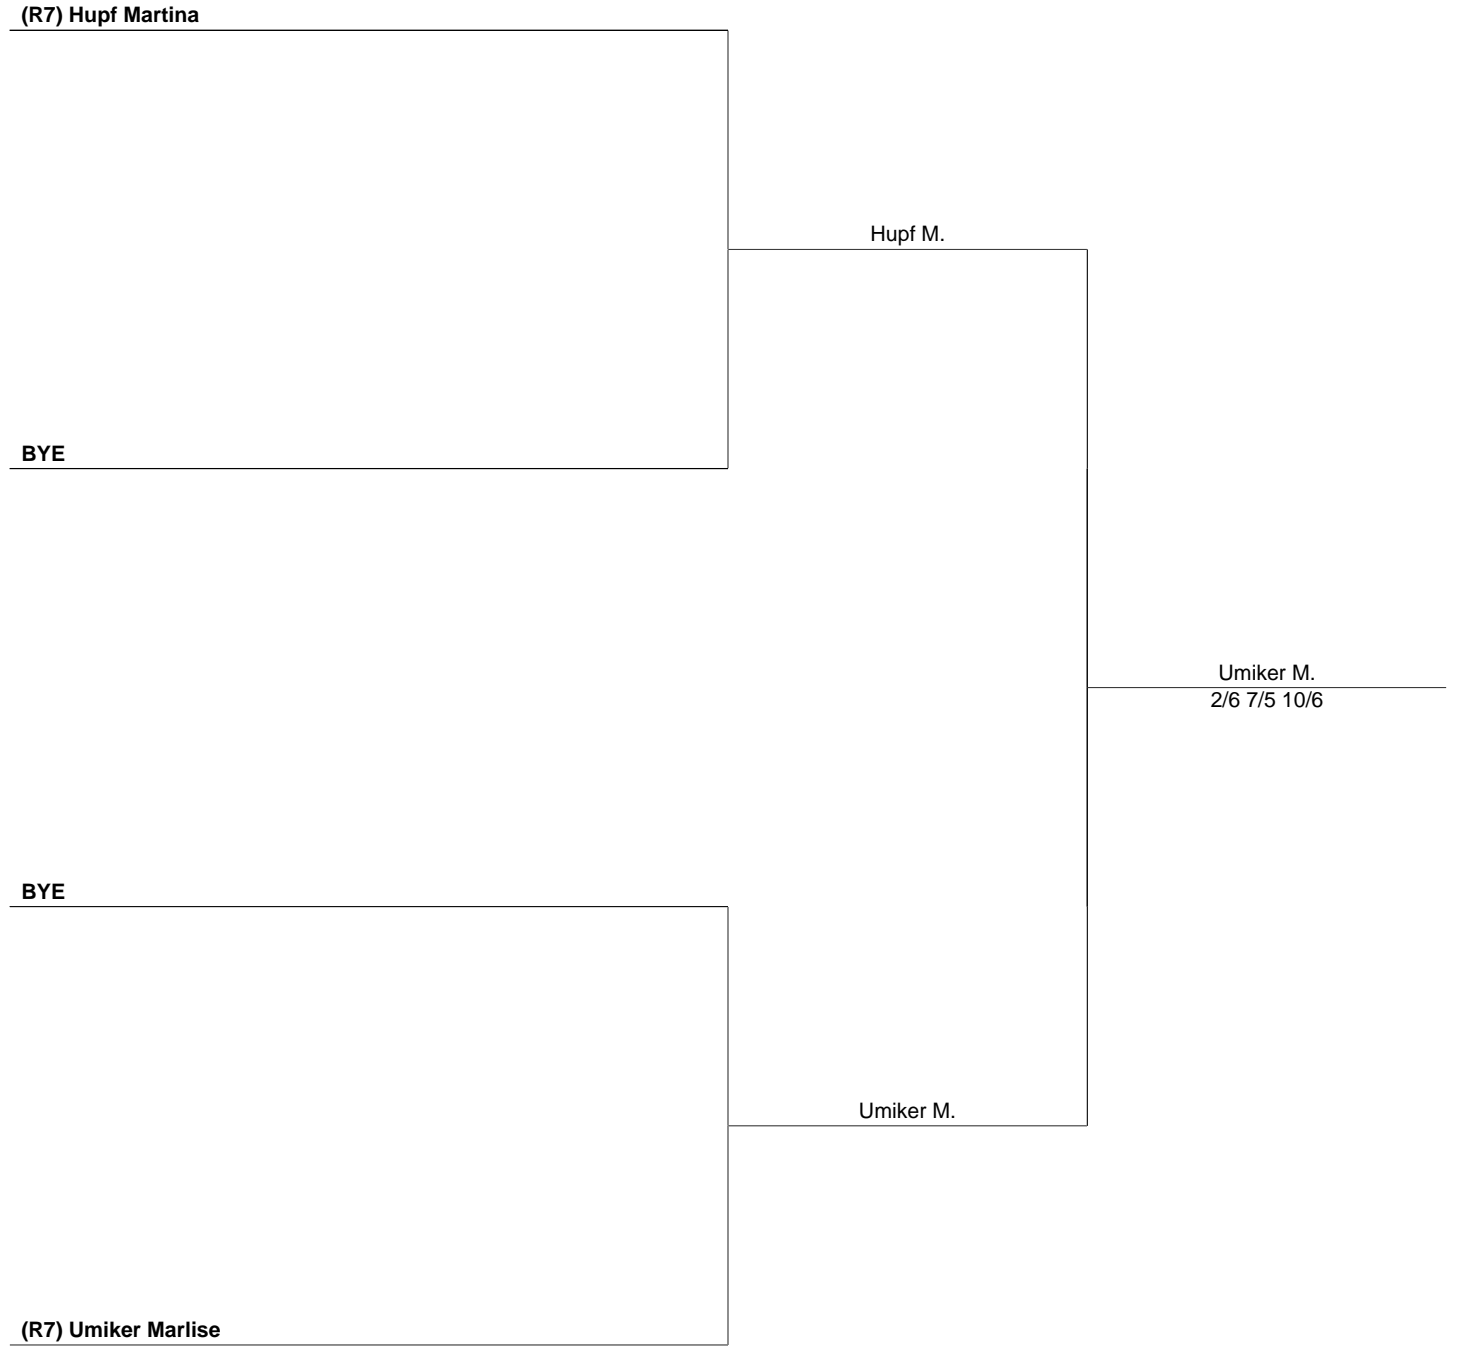 (R7) Hupf Martina
Hupf M.
BYE
Umiker M.
2/6 7/5 10/6
BYE
Umiker M.
(R7) Umiker Marlise